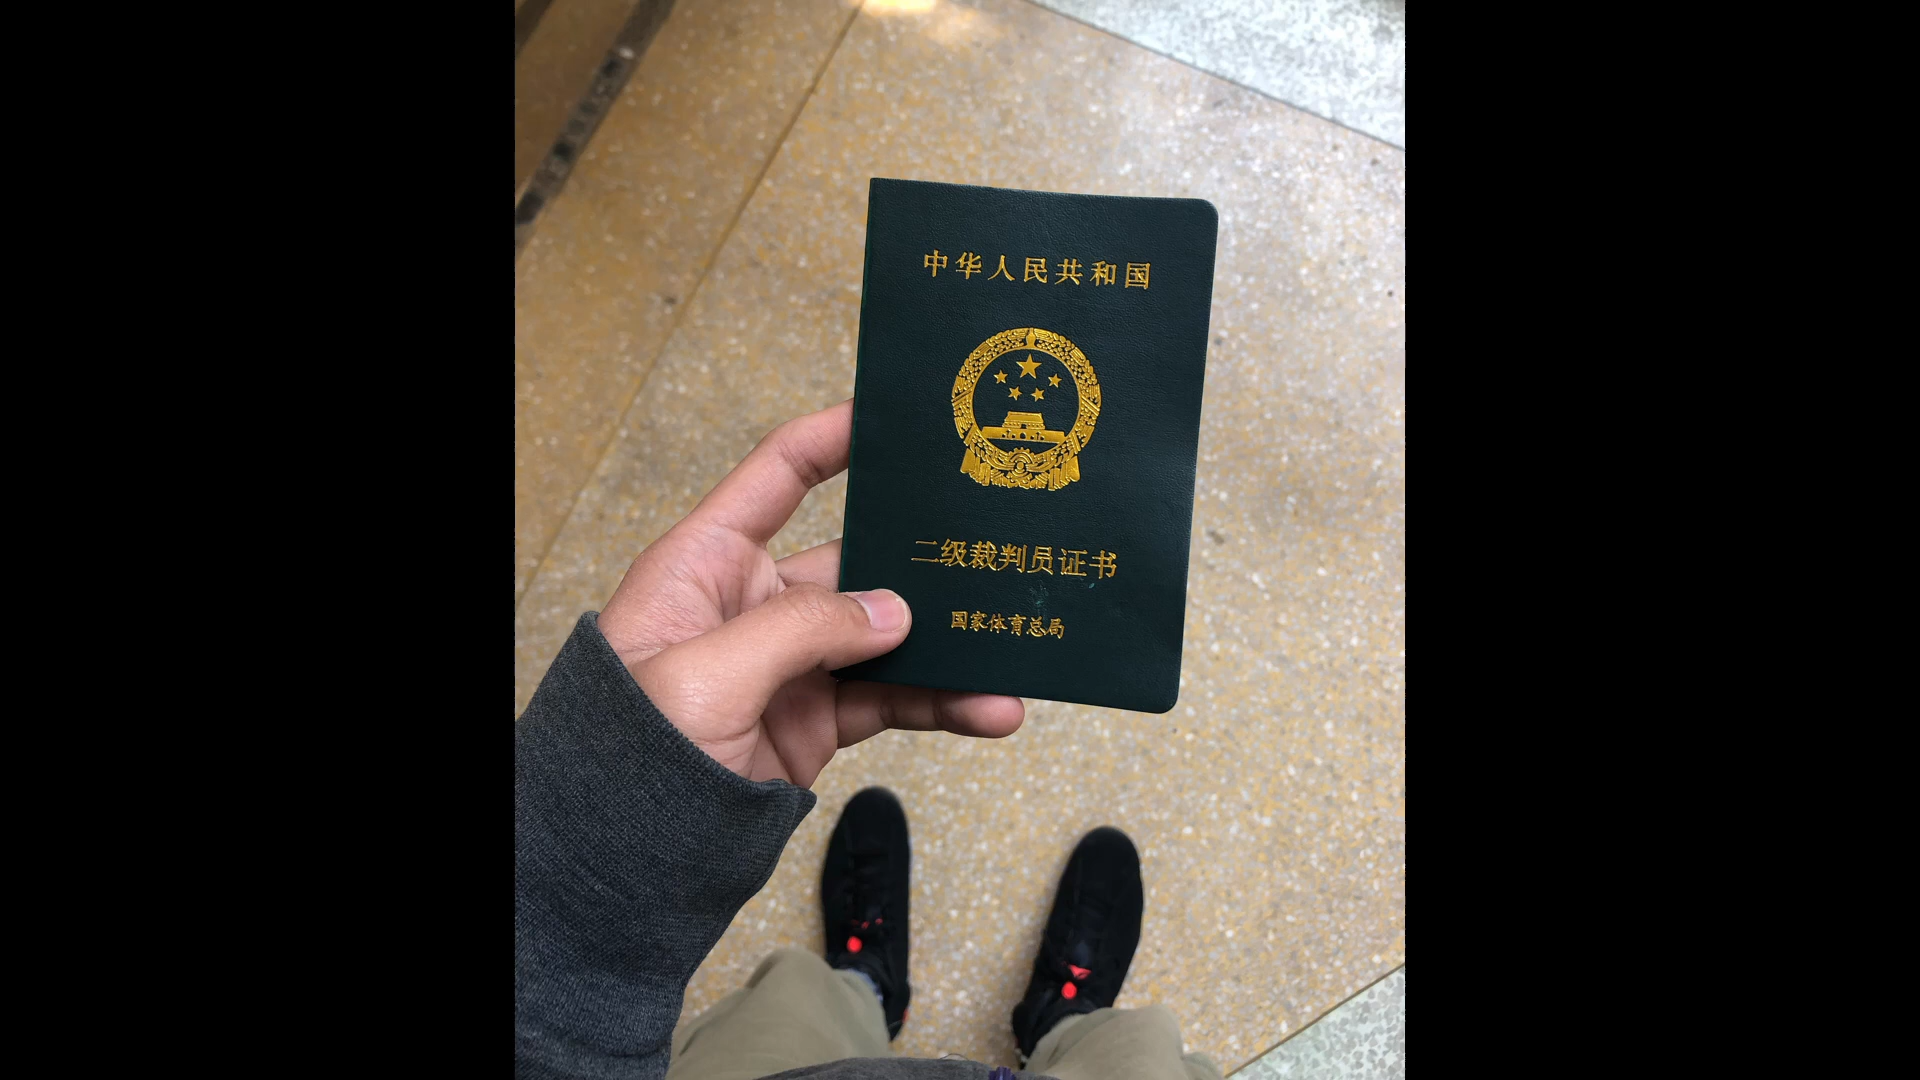 中华人民共和国
二级裁判员证书
国家体育总局